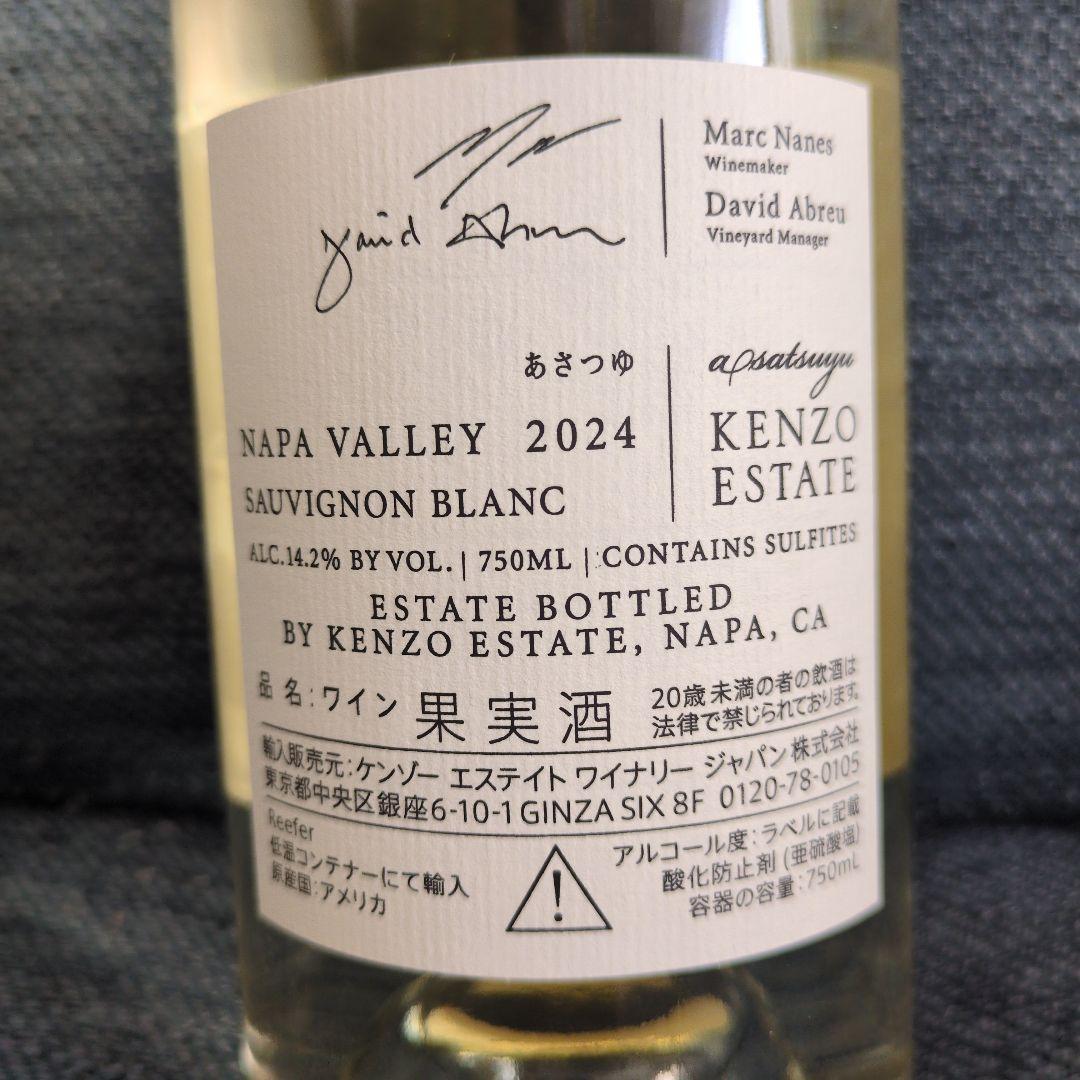 Marc Nanes
Winemaker
David Abreu
Vineyard Manager
あさつゆ
asatsuyu
NAPA VALLEY 2024
KENZO
ESTATE
SAUVIGNON BLANC
ALC.14.2% BY VOL. | 750ML | CONTAINS SULFITES
ESTATE BOTTLED
BY KENZO ESTATE, NAPA, CA
品 名:ワイン 果実酒
20歳未満の者の飲酒は
法律で禁じられております。
輸入販売元:ケンゾー エステイト ワイナリー ジャパン株式会社
東京都中央区銀座6-10-1 GINZA SIX 8F 0120-78-0105
Reefer
低温コンテナーにて輸入
原産国:アメリカ
アルコール度:ラベルに記載
酸化防止剤(亜硫酸塩)
容器の容量:750mL